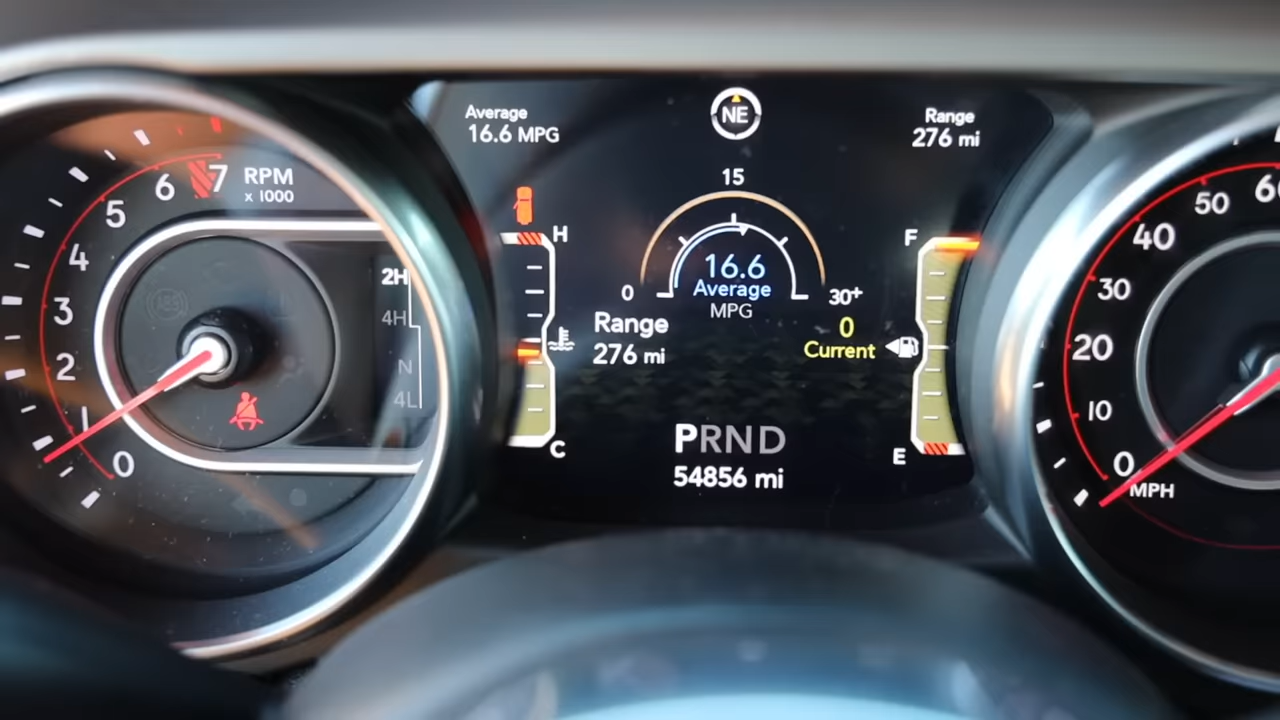 Average
16.6 MPG
NE
Range
276 mi
7
6
5
4
3
2
1
0
RPM
x 1000
2H
4H
N
4L
H
C
15
0
30+
16.6
Average
MPG
Range
276 mi
0
Current
F
E
PRND
54856 mi
50
40
30
20
10
0
MPH